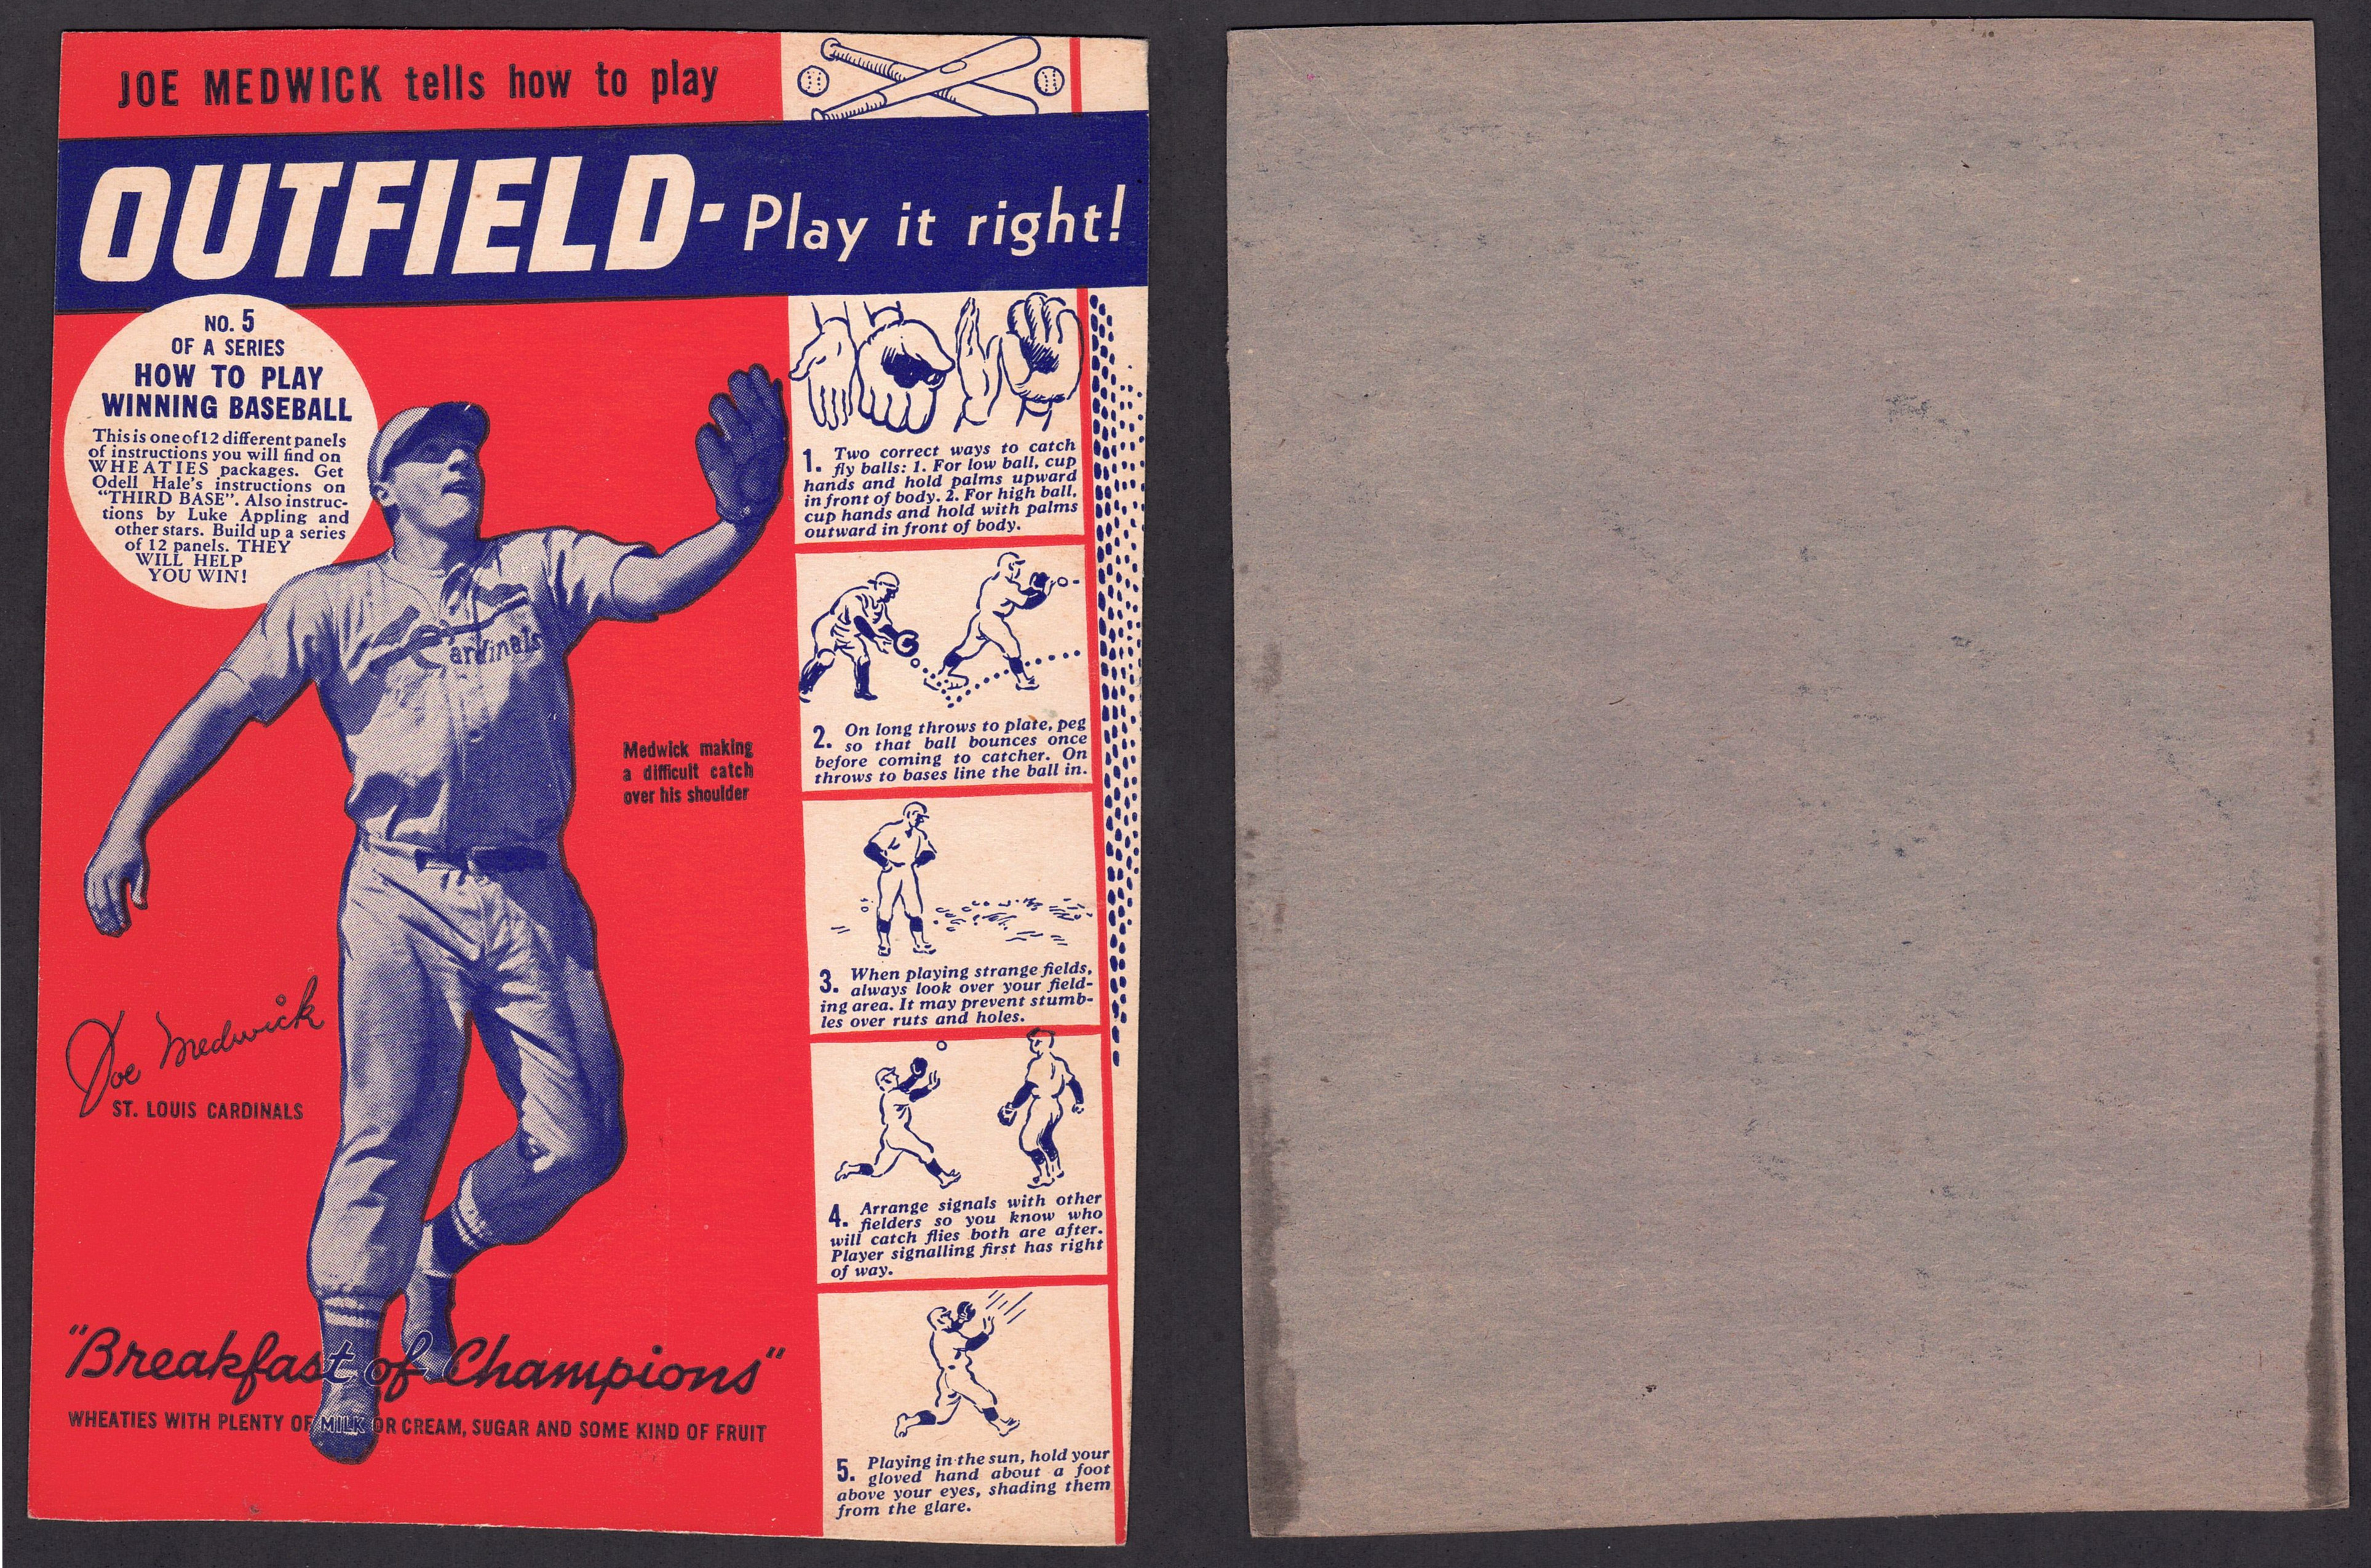 JOE MEDWICK tells how to play
OUTFIELD- Play it right!
NO. 5
OF A SERIES
HOW TO PLAY
WINNING BASEBALL
This is one of 12 different panels
of instructions you will find on
WHEATIES packages. Get
Odell Hale's instructions on
"THIRD BASE". Also instruc-
tions by Luke Appling and
other stars. Build up a series
of 12 panels. THEY
WILL HELP
YOU WIN!
Cardinals
Medwick making
a difficult catch
over his shoulder
Joe Medwick
ST. LOUIS CARDINALS
"Breakfast of Champions"
WHEATIES WITH PLENTY OF MILK OR CREAM, SUGAR AND SOME KIND OF FRUIT
1. Two correct ways to catch
fly balls: 1. For low ball, cup
hands and hold palms upward
in front of body. 2. For high ball,
cup hands and hold with palms
outward in front of body.
2. On long throws to plate, peg
so that ball bounces once
before coming to catcher. On
throws to bases line the ball in.
3. When playing strange fields,
always look over your field-
ing area. It may prevent stumb-
les over ruts and holes.
4. Arrange signals with other
fielders so you know who
will catch flies both are after.
Player signalling first has right
of way.
5. Playing in the sun, hold your
gloved hand about a foot
above your eyes, shading them
from the glare.